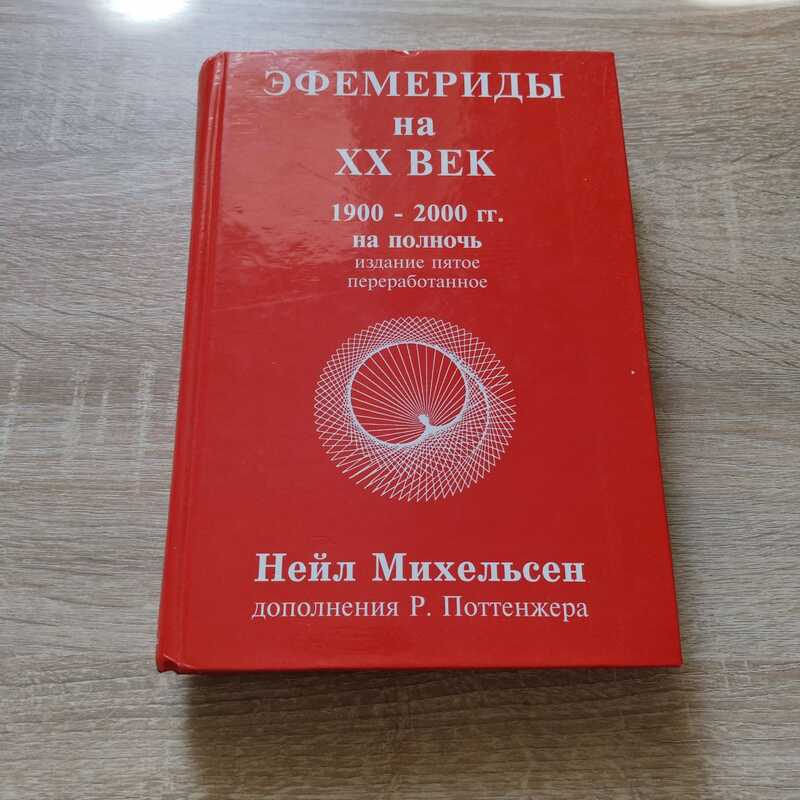 ЭФЕМЕРИДЫ
на
XX ВЕК
1900 - 2000 гг.
на полночь
издание пятое
переработанное
Нейл Михельсен
дополнения Р. Поттенжера